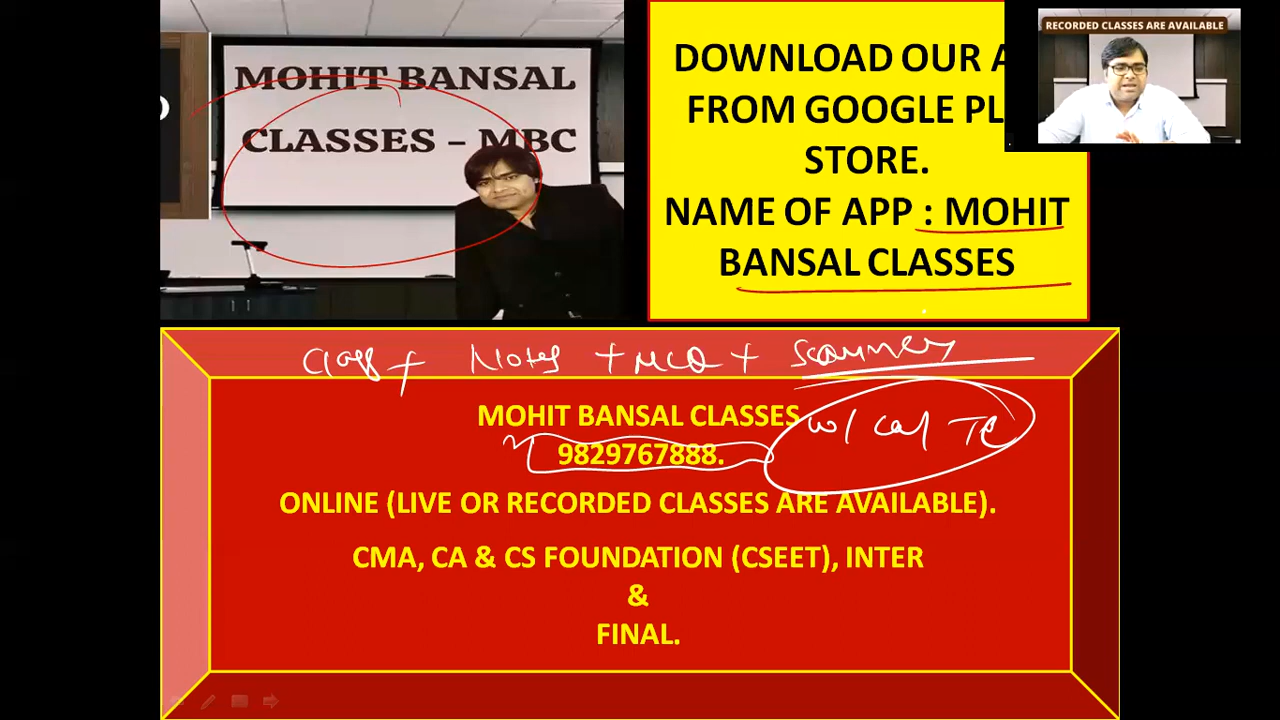 MOHIT BANSAL
CLASSES – MBC
DOWNLOAD OUR A
FROM GOOGLE PL
STORE.
NAME OF APP : MOHIT
BANSAL CLASSES
RECORDED CLASSES ARE AVAILABLE
Class + Notes + MCQ + Scanner
MOHIT BANSAL CLASSES
w/ Call
9829767888.
ONLINE (LIVE OR RECORDED CLASSES ARE AVAILABLE).
CMA, CA & CS FOUNDATION (CSEET), INTER
&
FINAL.